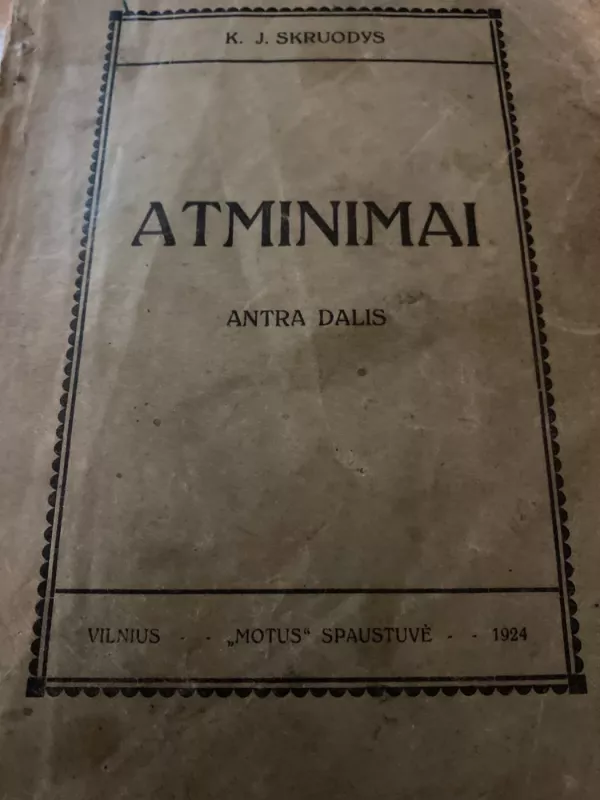 K. J. SKRUODYS
ATMINIMAI
ANTRA DALIS
VILNIUS - - „MOTUS“ SPAUSTUVĖ - - 1924